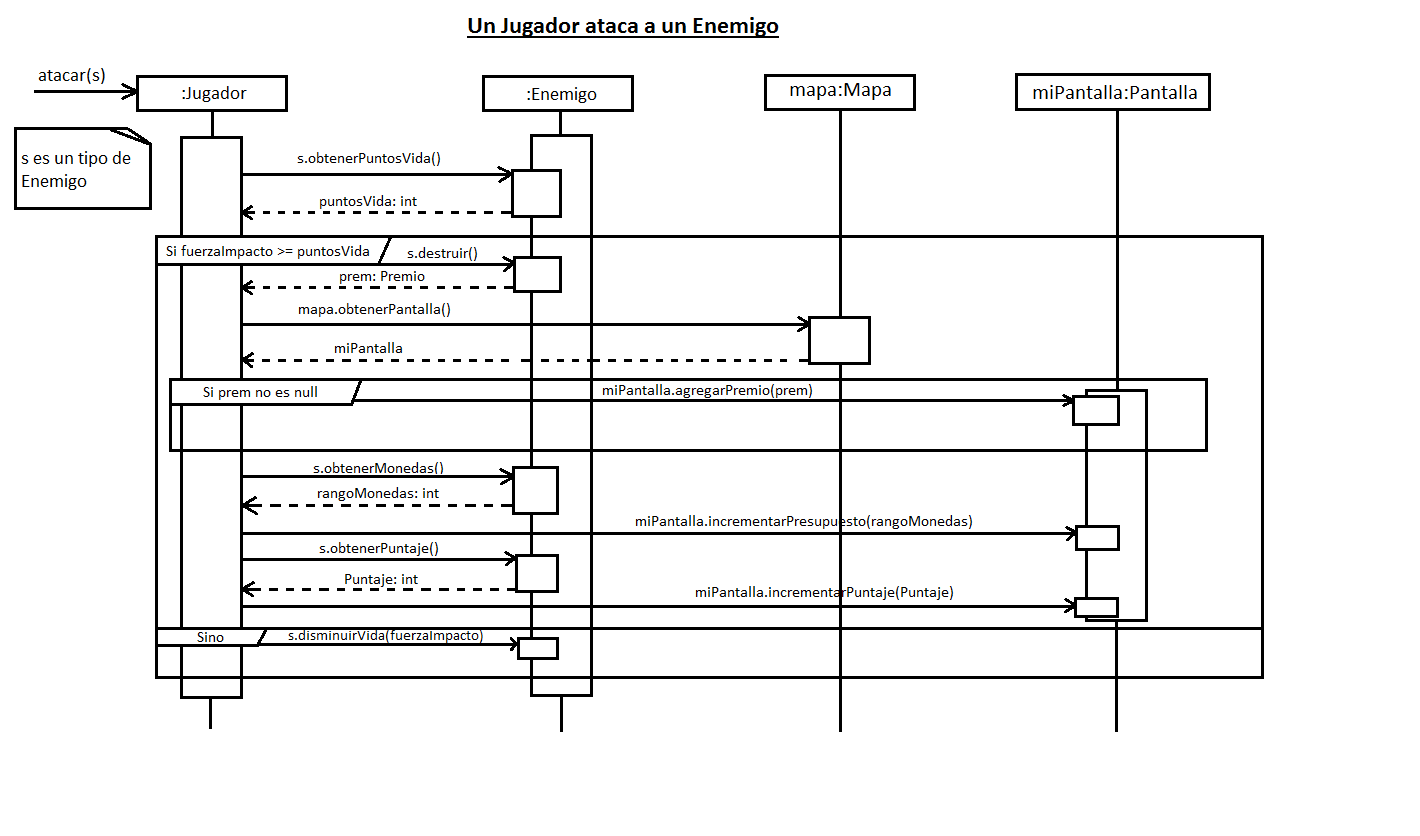 Un Jugador ataca a un Enemigo
atacar(s)
:Jugador
:Enemigo
mapa:Mapa
miPantalla:Pantalla
s es un tipo de
Enemigo
s.obtenerPuntosVida()
puntosVida: int
Si fuerzaImpacto >= puntosVida
s.destruir()
prem: Premio
mapa.obtenerPantalla()
miPantalla
Si prem no es null
miPantalla.agregarPremio(prem)
s.obtenerMonedas()
rangoMonedas: int
miPantalla.incrementarPresupuesto(rangoMonedas)
s.obtenerPuntaje()
Puntaje: int
miPantalla.incrementarPuntaje(Puntaje)
Sino
s.disminuirVida(fuerzaImpacto)